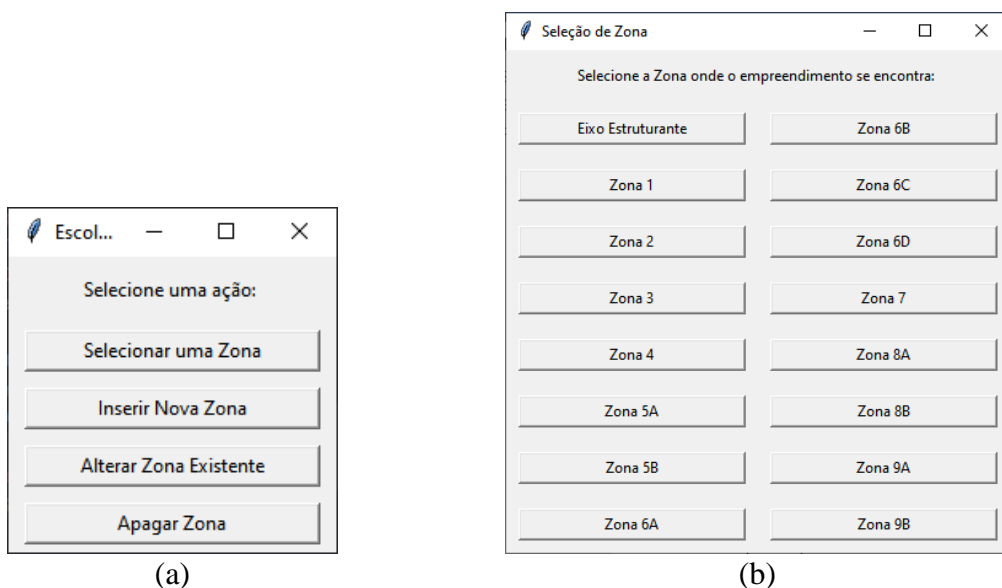 Escol...
Selecione uma ação:
Selecionar uma Zona
Inserir Nova Zona
Alterar Zona Existente
Apagar Zona
(a)
Seleção de Zona
Selecione a Zona onde o empreendimento se encontra:
Eixo Estruturante
Zona 6B
Zona 1
Zona 6C
Zona 2
Zona 6D
Zona 3
Zona 7
Zona 4
Zona 8A
Zona 5A
Zona 8B
Zona 5B
Zona 9A
Zona 6A
Zona 9B
(b)